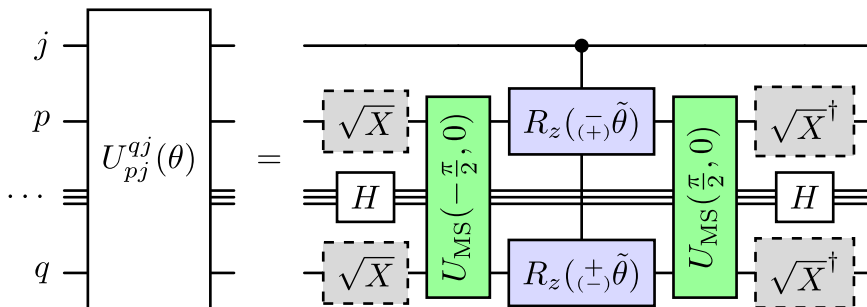 j
p √X U_MS(−π/2, 0) R_z(−(+)θ̃) U_MS(π/2, 0) √X†
U_{pj}^{qj}(θ) =
⋯ H H
q √X R_z(+(−)θ̃) √X†